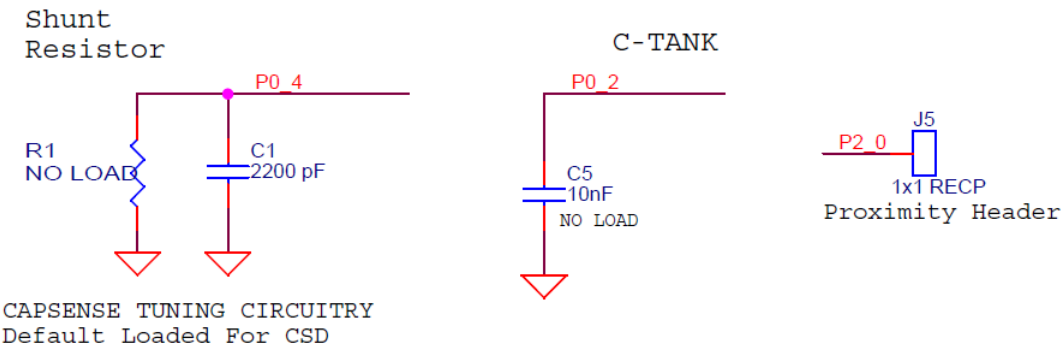 Shunt
Resistor
P0_4
R1
NO LOAD
C1
2200 pF
CAPSENSE TUNING CIRCUITRY
Default Loaded For CSD
C-TANK
P0_2
C5
10nF
NO LOAD
J5
P2_0
1x1 RECP
Proximity Header